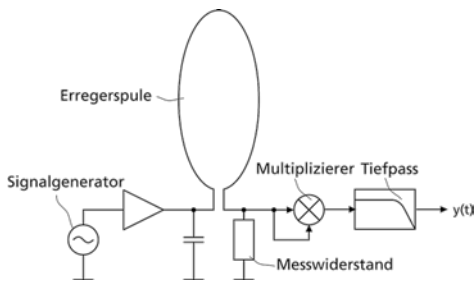 Erregerspule
Multiplizierer Tiefpass
Signalgenerator
y(t)
Messwiderstand